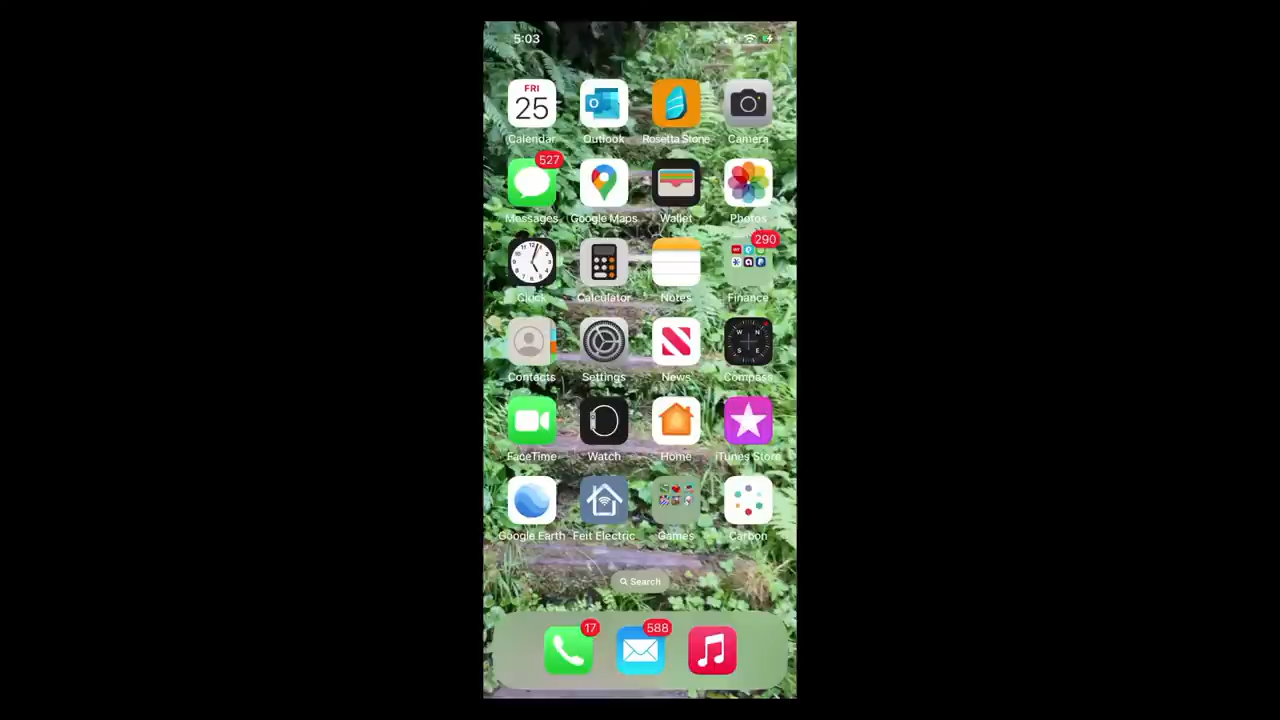 5:03
FRI
25
Calendar
Outlook
Rosetta Stone
Camera
527
Messages
Google Maps
Wallet
Photos
290
Clock
Calculator
Notes
Finance
W N
S E
Contacts
Settings
News
Compass
FaceTime
Watch
Home
iTunes Store
Google Earth
Feit Electric
Games
Carbon
Search
17
588